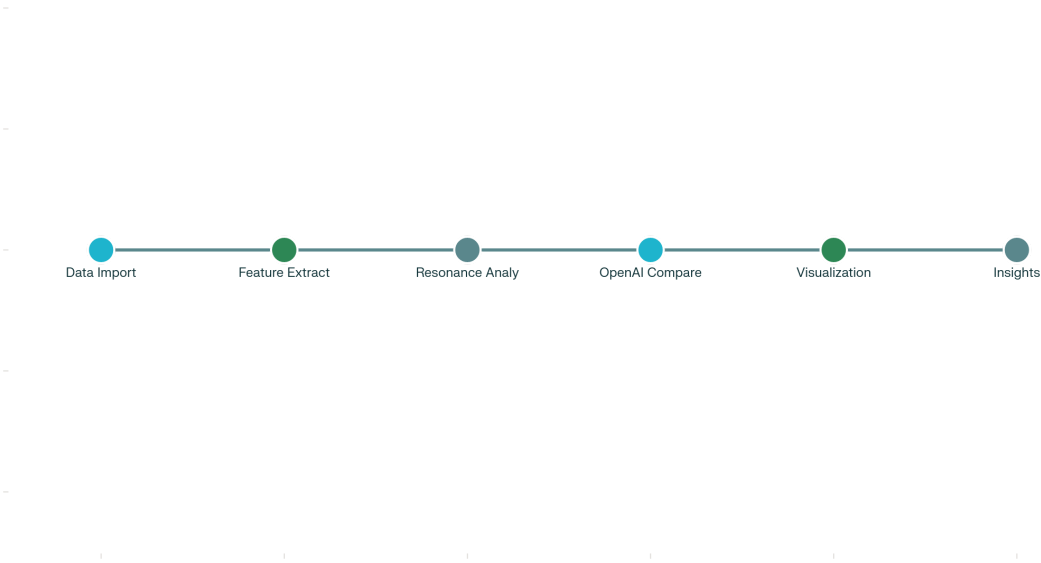 Data Import
Feature Extract
Resonance Analy
OpenAI Compare
Visualization
Insights